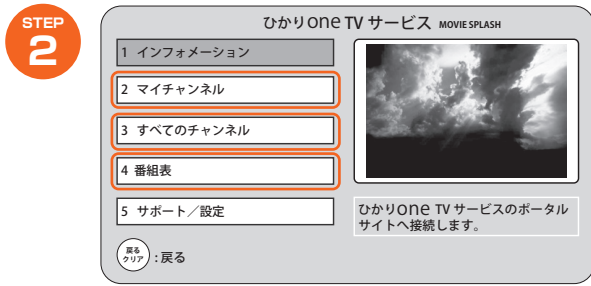 STEP
2
ひかりone TV サービス MOVIE SPLASH
1 インフォメーション
2 マイチャンネル
3 すべてのチャンネル
4 番組表
5 サポート／設定
ひかりone TV サービスのポータル
サイトへ接続します。
戻る
クリア
：戻る